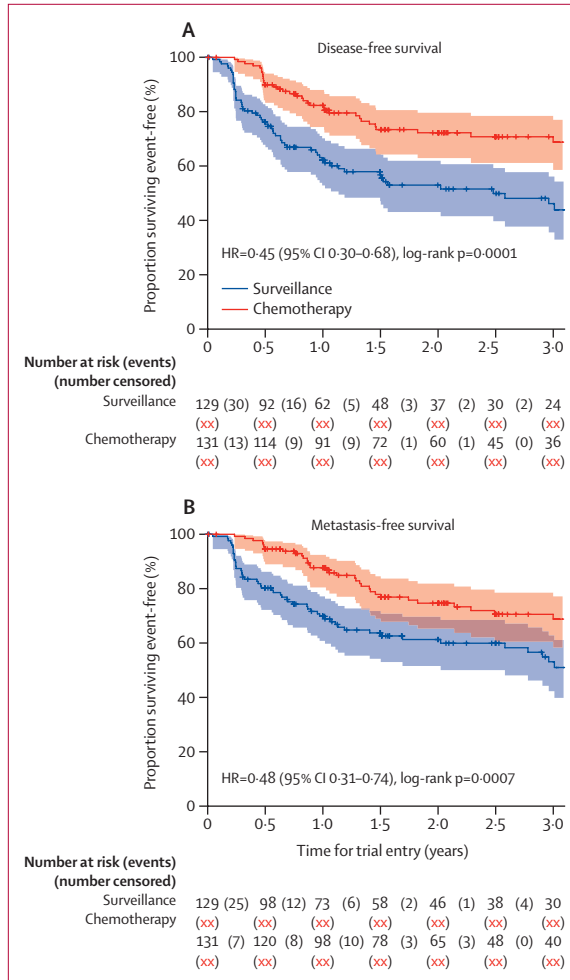 A
Disease-free survival
Proportion surviving event-free (%)
100
80
60
40
20
0
HR=0·45 (95% CI 0·30–0·68), log-rank p=0·0001
Surveillance
Chemotherapy
0 0·5 1·0 1·5 2·0 2·5 3·0
Number at risk (events)
(number censored)
Surveillance 129 (30) 92 (16) 62 (5) 48 (3) 37 (2) 30 (2) 24
(xx) (xx) (xx) (xx) (xx) (xx) (xx)
Chemotherapy 131 (13) 114 (9) 91 (9) 72 (1) 60 (1) 45 (0) 36
(xx) (xx) (xx) (xx) (xx) (xx) (xx)
B
Metastasis-free survival
Proportion surviving event-free (%)
100
80
60
40
20
0
HR=0·48 (95% CI 0·31–0·74), log-rank p=0·0007
0 0·5 1·0 1·5 2·0 2·5 3·0
Time for trial entry (years)
Number at risk (events)
(number censored)
Surveillance 129 (25) 98 (12) 73 (6) 58 (2) 46 (1) 38 (4) 30
Chemotherapy (xx) (xx) (xx) (xx) (xx) (xx) (xx)
131 (7) 120 (8) 98 (10) 78 (3) 65 (3) 48 (0) 40
(xx) (xx) (xx) (xx) (xx) (xx) (xx)